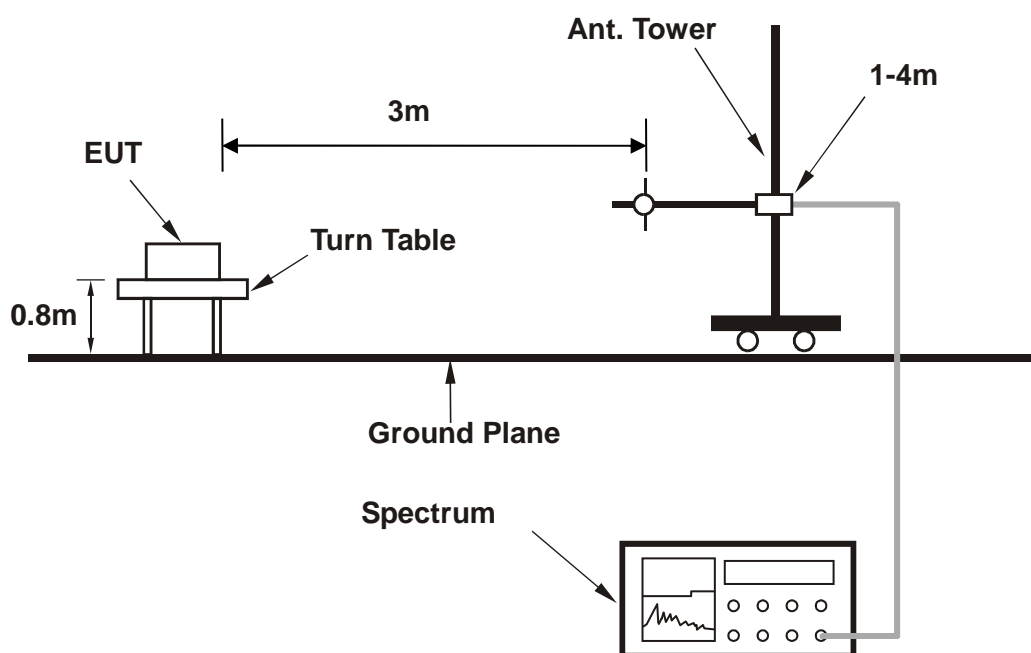 Ant. Tower
1-4m
3m
EUT
Turn Table
0.8m
Ground Plane
Spectrum